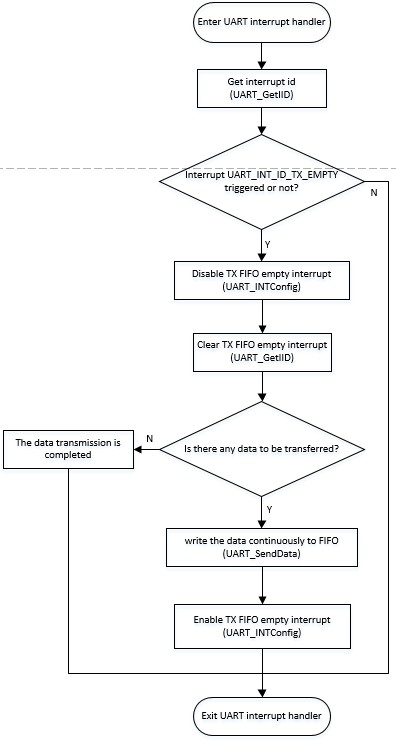 Enter UART interrupt handler
Get interrupt id
(UART_GetIID)
Interrupt UART_INT_ID_TX_EMPTY
triggered or not?
N
Y
Disable TX FIFO empty interrupt
(UART_INTConfig)
Clear TX FIFO empty interrupt
(UART_GetIID)
Is there any data to be transferred?
N
The data transmission is
completed
Y
write the data continuously to FIFO
(UART_SendData)
Enable TX FIFO empty interrupt
(UART_INTConfig)
Exit UART interrupt handler